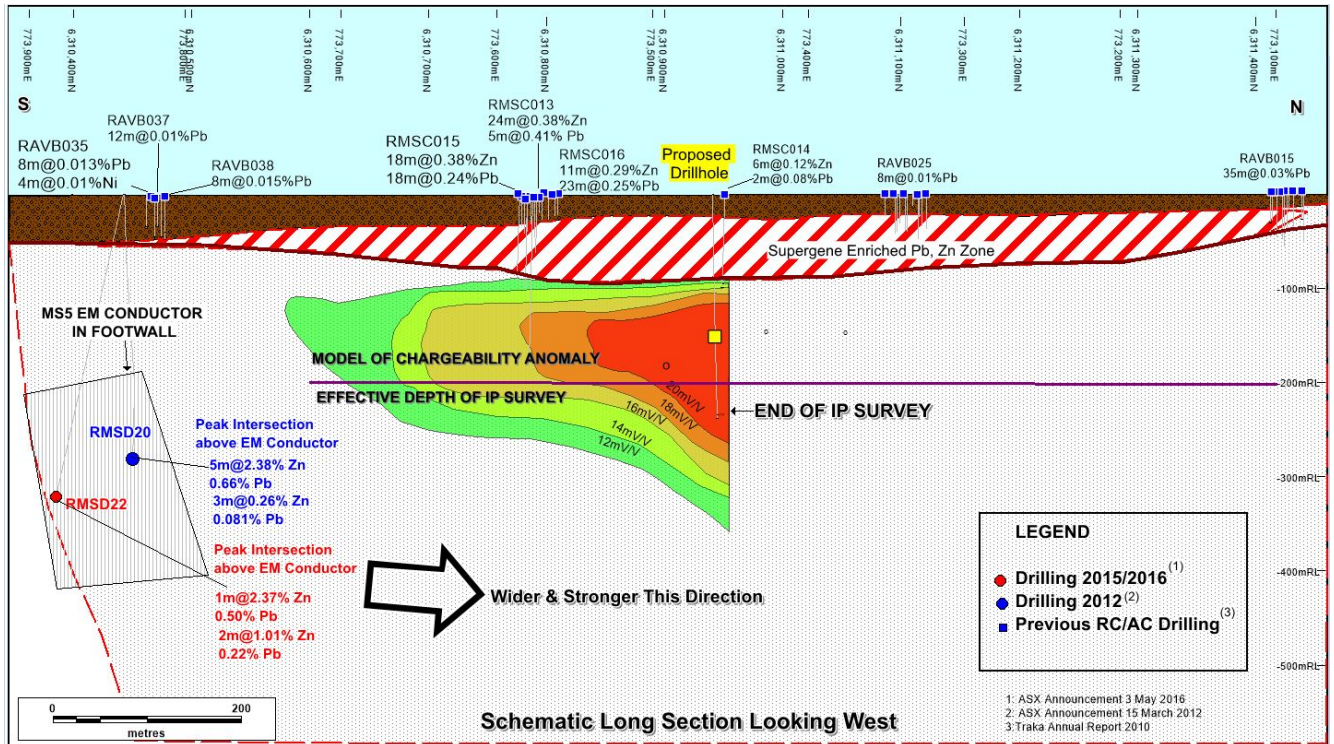 773,900mE
6,310,400mN
773,800mE
6,310,500mN
6,310,600mN
773,700mE
6,310,700mN
773,600mE
6,310,800mN
773,500mE
6,310,900mN
6,311,000mN
773,400mE
6,311,100mN
773,300mE
6,311,200mN
773,200mE
6,311,300mN
6,311,400mN
773,100mE
S
N
RAVB035
8m@0.013%Pb
4m@0.01%Ni
RAVB037
12m@0.01%Pb
RAVB038
8m@0.015%Pb
RMSC015
18m@0.38%Zn
18m@0.24%Pb
RMSC013
24m@0.38%Zn
5m@0.41% Pb
RMSC016
11m@0.29%Zn
23m@0.25%Pb
Proposed
Drillhole
RMSC014
6m@0.12%Zn
2m@0.08%Pb
RAVB025
8m@0.01%Pb
RAVB015
35m@0.03%Pb
Supergene Enriched Pb, Zn Zone
-100mRL
-200mRL
-300mRL
-400mRL
-500mRL
MS5 EM CONDUCTOR
IN FOOTWALL
MODEL OF CHARGEABILITY ANOMALY
EFFECTIVE DEPTH OF IP SURVEY
20mV/V
18mV/V
16mV/V
14mV/V
12mV/V
END OF IP SURVEY
RMSD20
RMSD22
Peak Intersection
above EM Conductor
5m@2.38% Zn
0.66% Pb
3m@0.26% Zn
0.081% Pb
Peak Intersection
above EM Conductor
1m@2.37% Zn
0.50% Pb
2m@1.01% Zn
0.22% Pb
Wider & Stronger This Direction
LEGEND
Drilling 2015/2016(1)
Drilling 2012(2)
Previous RC/AC Drilling(3)
0 200
metres
Schematic Long Section Looking West
1: ASX Announcement 3 May 2016
2: ASX Announcement 15 March 2012
3:Traka Annual Report 2010